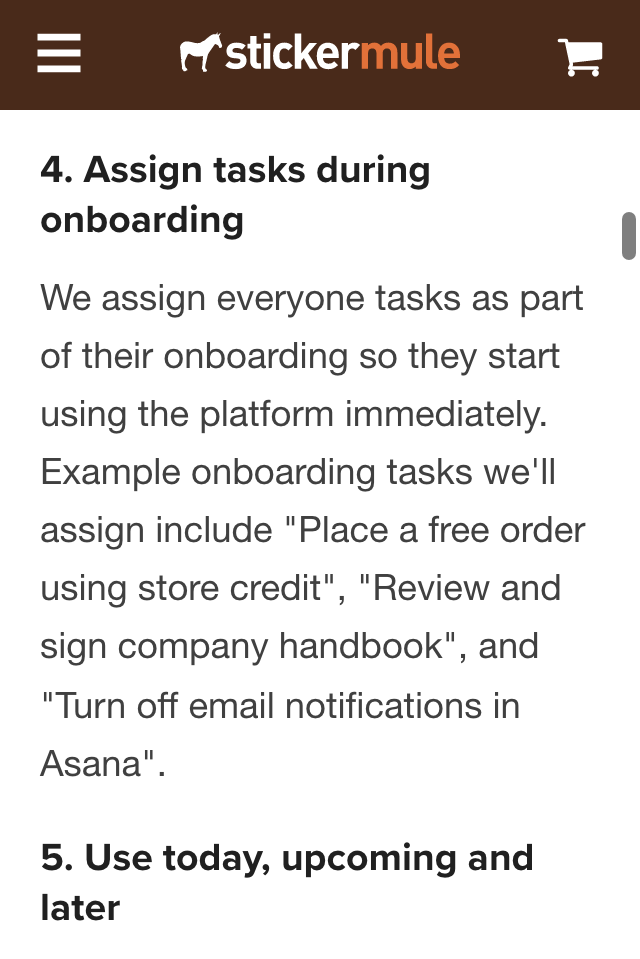 stickermule
4. Assign tasks during
onboarding
We assign everyone tasks as part
of their onboarding so they start
using the platform immediately.
Example onboarding tasks we'll
assign include "Place a free order
using store credit", "Review and
sign company handbook", and
"Turn off email notifications in
Asana".
5. Use today, upcoming and
later